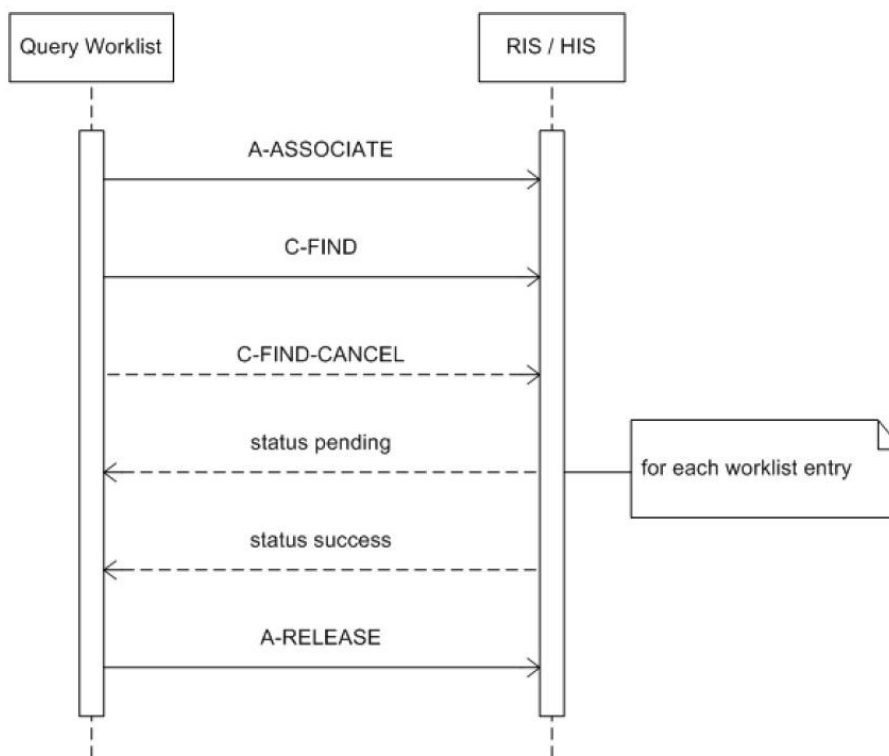 Query Worklist
RIS / HIS
A-ASSOCIATE
C-FIND
C-FIND-CANCEL
status pending
for each worklist entry
status success
A-RELEASE